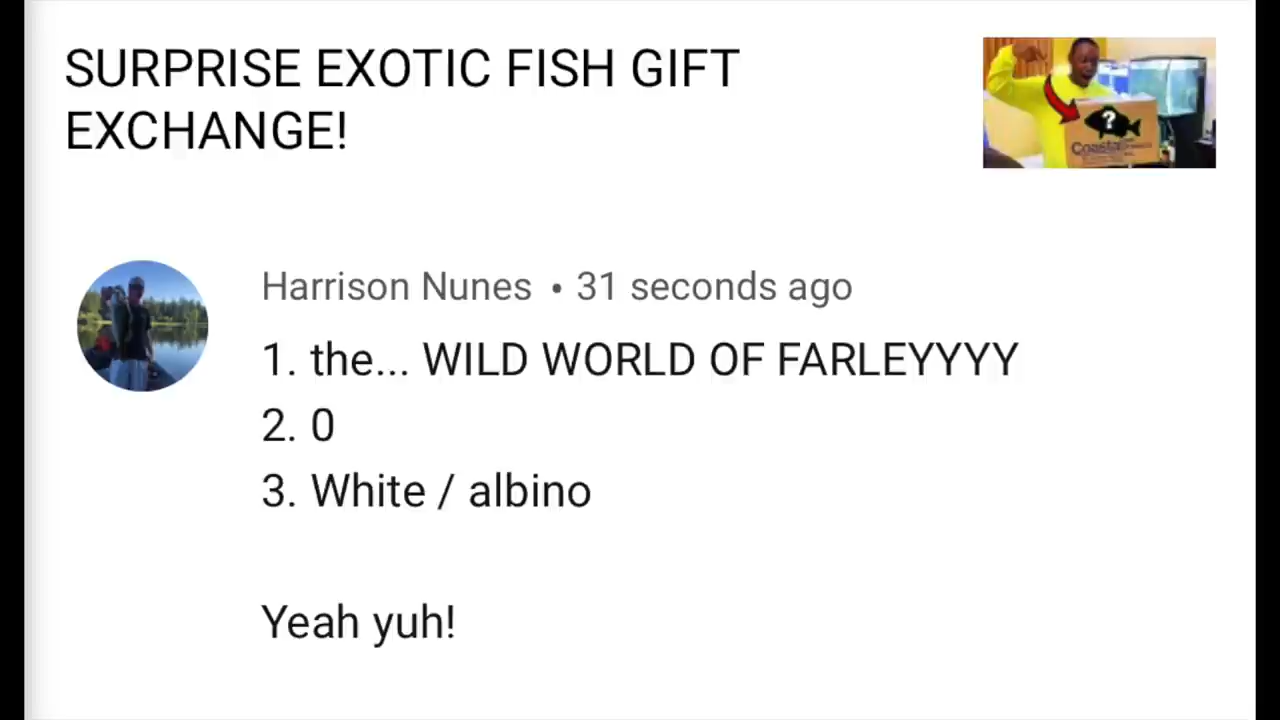 SURPRISE EXOTIC FISH GIFT
EXCHANGE!
?
Coastal
Harrison Nunes • 31 seconds ago
1. the... WILD WORLD OF FARLEYYYY
2. 0
3. White / albino
Yeah yuh!